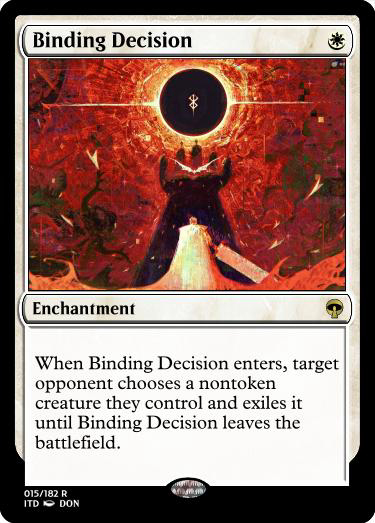 Binding Decision
Enchantment
When Binding Decision enters, target
opponent chooses a nontoken
creature they control and exiles it
until Binding Decision leaves the
battlefield.
015/182 R
ITD DON